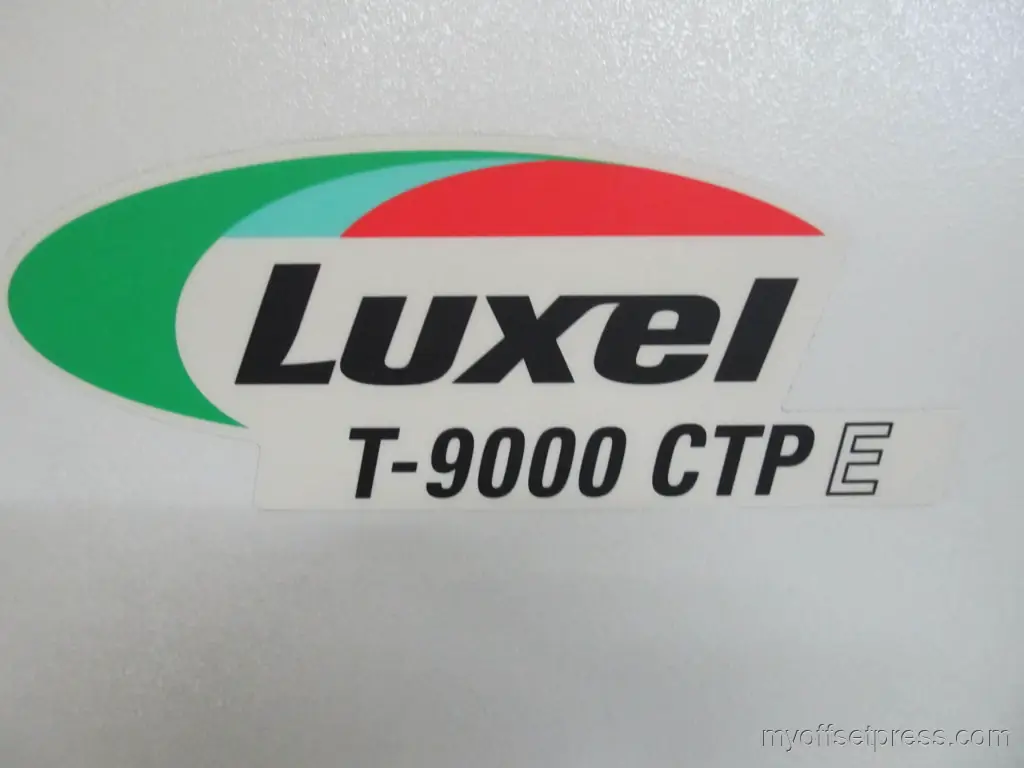 Luxel
T-9000 CTP E
myoffsetpress.com